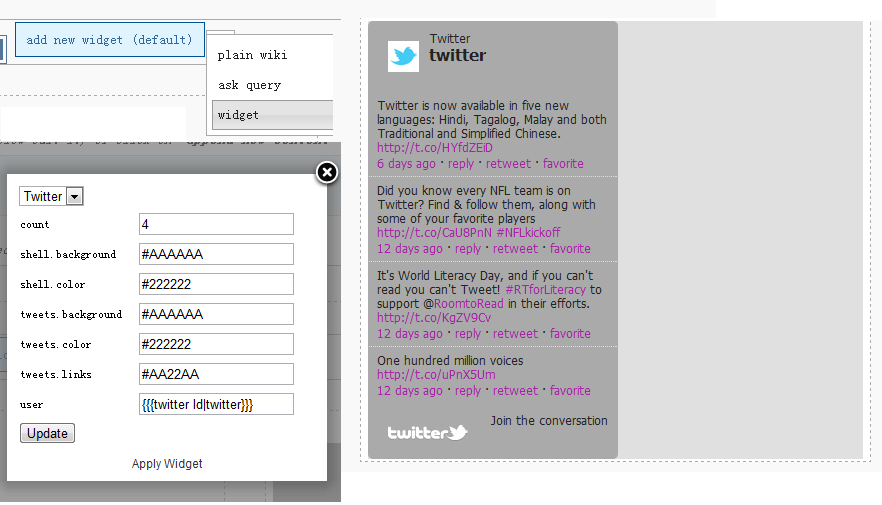 add new widget (default)
plain wiki
ask query
widget
Twitter
count
4
shell.background
#AAAAAA
shell.color
#222222
tweets.background
#AAAAAA
tweets.color
#222222
tweets.links
#AA22AA
user
{{{twitter Id|twitter}}}
Update
Apply Widget
Twitter
twitter
Twitter is now available in five new
languages: Hindi, Tagalog, Malay and both
Traditional and Simplified Chinese.
http://t.co/HYfdZEiD
6 days ago · reply · retweet · favorite
Did you know every NFL team is on
Twitter? Find & follow them, along with
some of your favorite players
http://t.co/CaU8PnN #NFLkickoff
12 days ago · reply · retweet · favorite
It's World Literacy Day, and if you can't
read you can't Tweet! #RTforLiteracy to
support @RoomtoRead in their efforts.
http://t.co/KgZV9Cv
12 days ago · reply · retweet · favorite
One hundred million voices
http://t.co/uPnX5Um
12 days ago · reply · retweet · favorite
twitter
Join the conversation